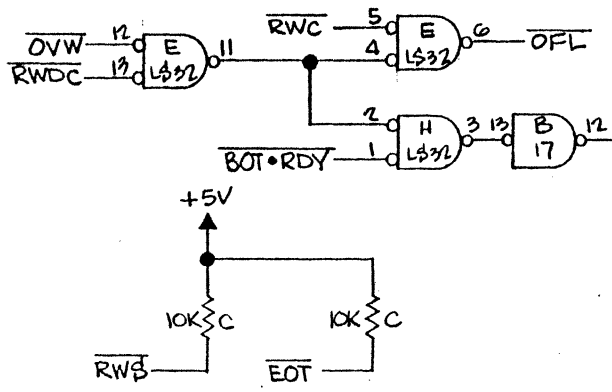 OVW 12 E 11
RWDC 13 LS32
RWC 5 E 6 OFL
4 LS32
2 H 3 13 B 12
BOT•RDY 1 LS32 17
+5V
10K C 10K C
RWS EOT